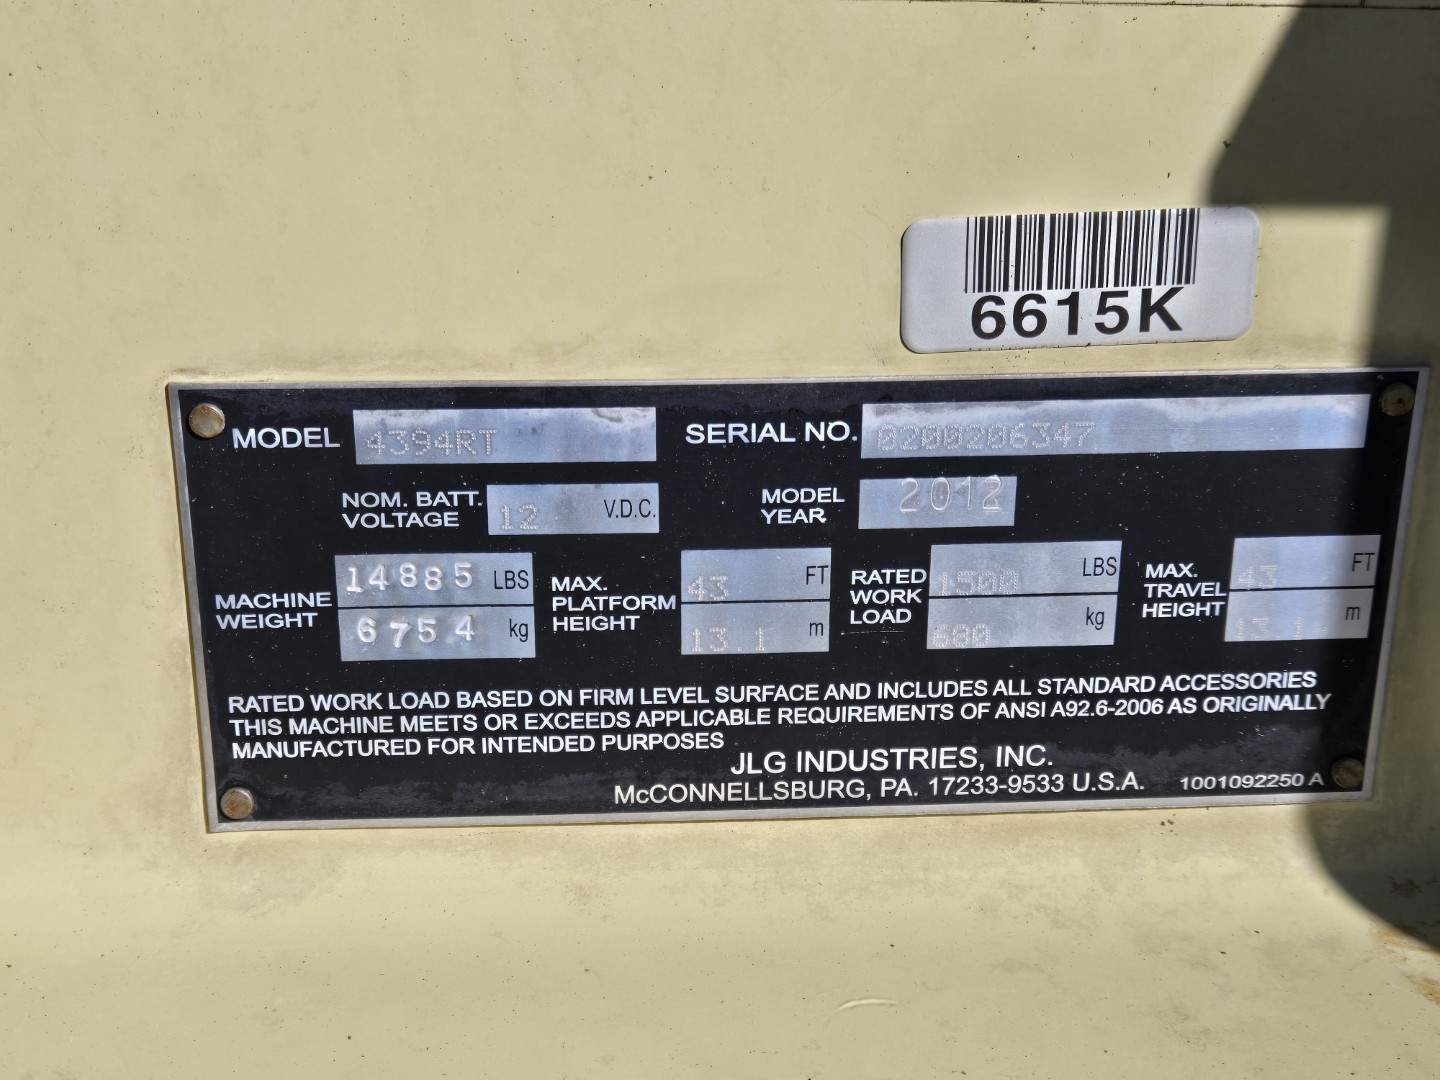 6615K
MODEL 4394RT SERIAL NO. 0200206347
NOM. BATT. VOLTAGE 12 V.D.C. MODEL YEAR 2012
MACHINE WEIGHT 14885 LBS 6754 kg
MAX. PLATFORM HEIGHT 43 FT 13.1 m
RATED WORK LOAD 1500 LBS 680 kg
MAX. TRAVEL HEIGHT 43 FT m
RATED WORK LOAD BASED ON FIRM LEVEL SURFACE AND INCLUDES ALL STANDARD ACCESSORIES
THIS MACHINE MEETS OR EXCEEDS APPLICABLE REQUIREMENTS OF ANSI A92.6-2006 AS ORIGINALLY
MANUFACTURED FOR INTENDED PURPOSES
JLG INDUSTRIES, INC.
McCONNELLSBURG, PA. 17233-9533 U.S.A. 1001092250 A